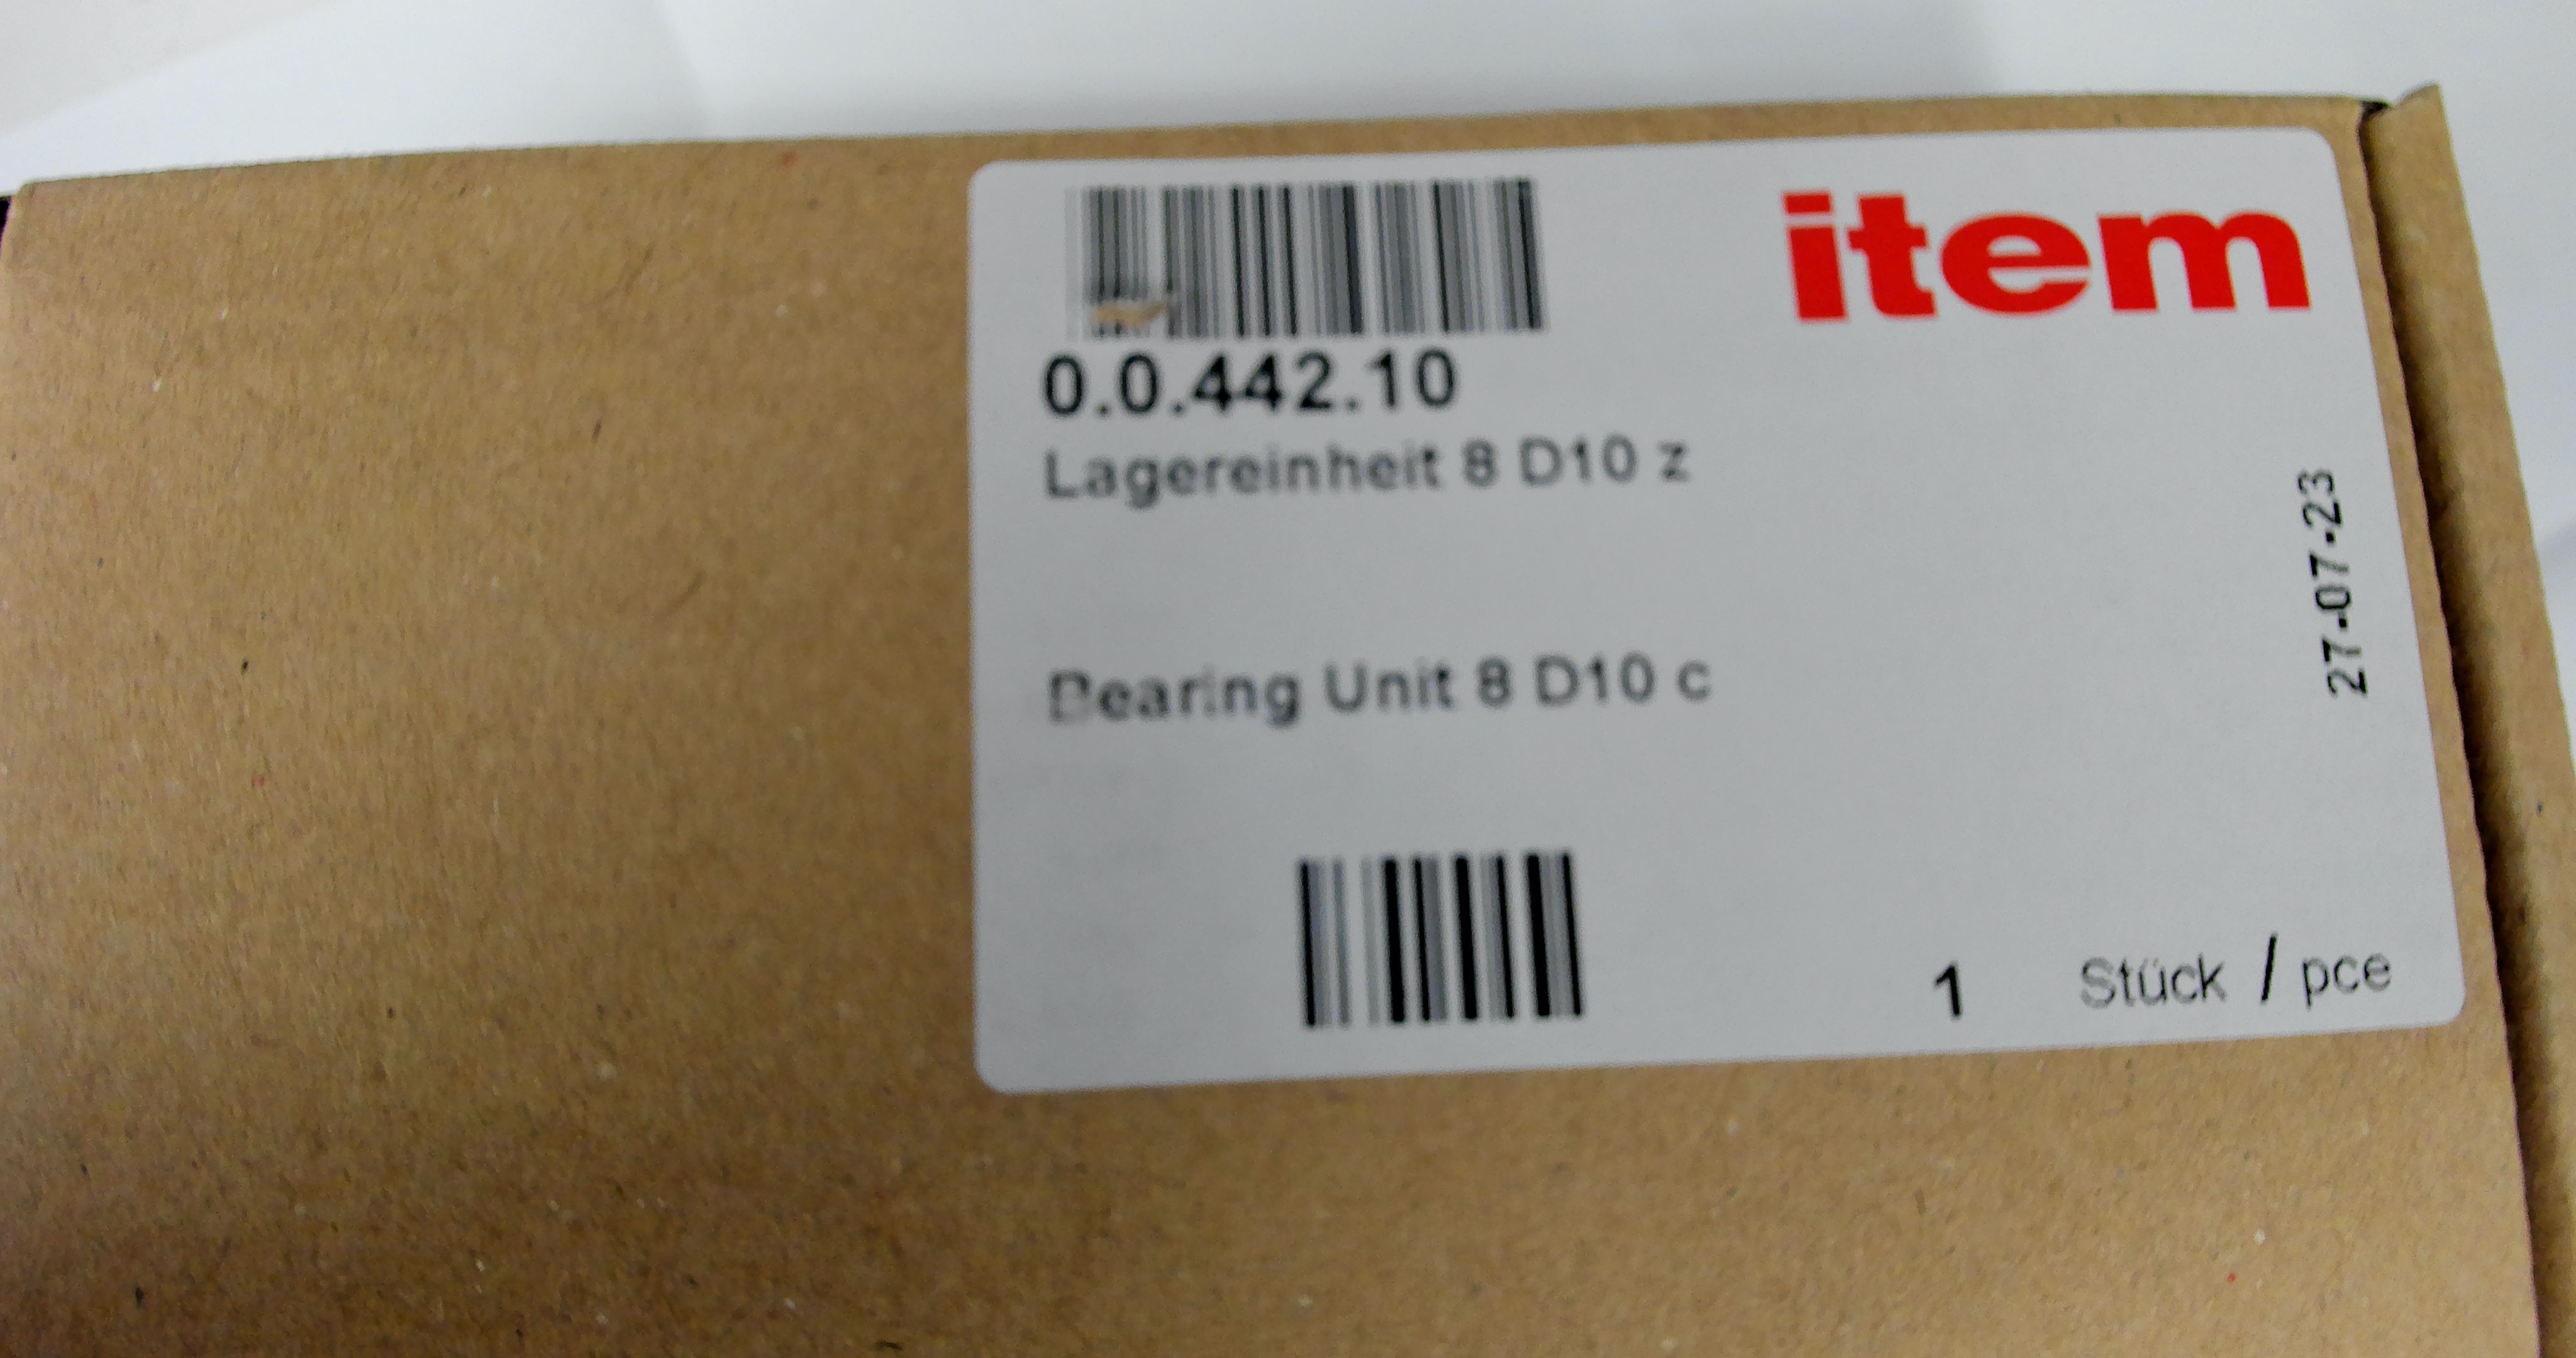 item
0.0.442.10
Lagereinheit 8 D10 z
27-07-23
Bearing Unit 8 D10 c
1 Stück / pce